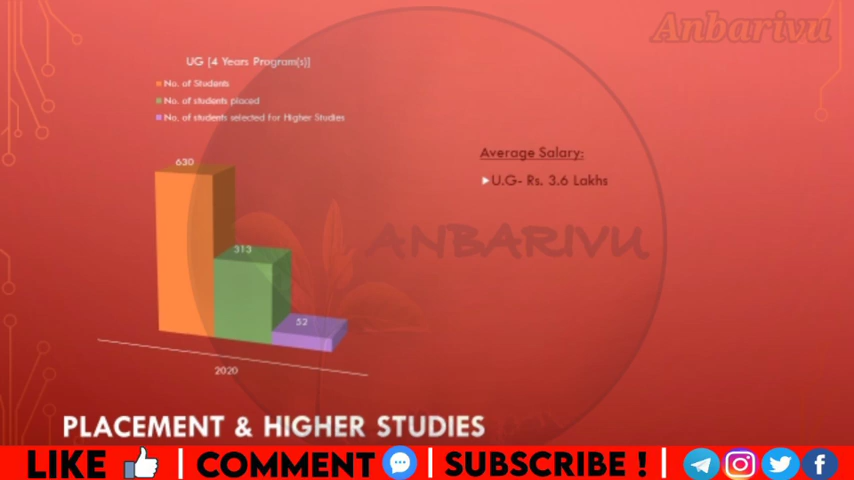 Anbarivu
UG [4 Years Program(s)]
No. of Students
No. of students placed
No. of students selected for Higher Studies
630
313
52
2020
Average Salary:
U.G- Rs. 3.6 Lakhs
ANBARIVU
PLACEMENT & HIGHER STUDIES
LIKE | COMMENT | SUBSCRIBE ! |